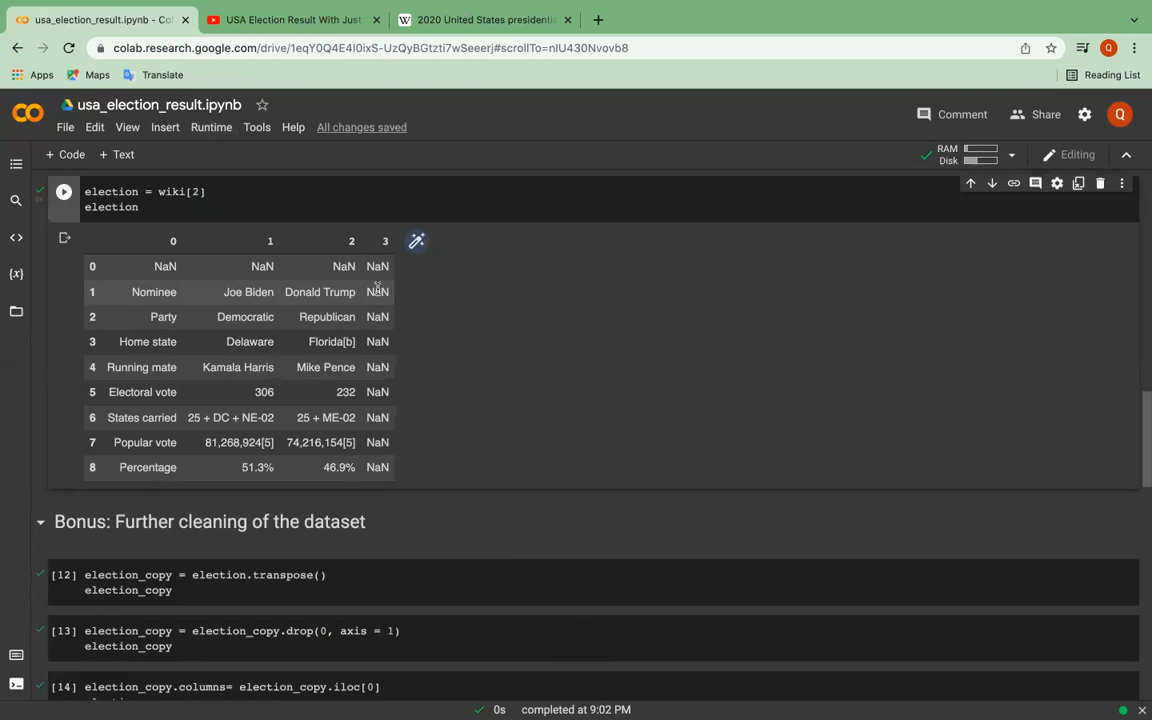 usa_election_result.ipynb - Co
USA Election Result With Just
2020 United States presidenti
colab.research.google.com/drive/1eqY0Q4E4I0ixS-UzQyBGtzti7wSeeerj#scrollTo=nIU430Nvovb8
Apps Maps Translate Reading List
usa_election_result.ipynb
File Edit View Insert Runtime Tools Help All changes saved
Comment Share Q
+ Code + Text
RAM
Disk
Editing
election = wiki[2]
election
0 1 2 3
0 NaN NaN NaN NaN
1 Nominee Joe Biden Donald Trump NaN
2 Party Democratic Republican NaN
3 Home state Delaware Florida[b] NaN
4 Running mate Kamala Harris Mike Pence NaN
5 Electoral vote 306 232 NaN
6 States carried 25 + DC + NE-02 25 + ME-02 NaN
7 Popular vote 81,268,924[5] 74,216,154[5] NaN
8 Percentage 51.3% 46.9% NaN
Bonus: Further cleaning of the dataset
[12] election_copy = election.transpose()
election_copy
[13] election_copy = election_copy.drop(0, axis = 1)
election_copy
[14] election_copy.columns= election_copy.iloc[0]
0s completed at 9:02 PM